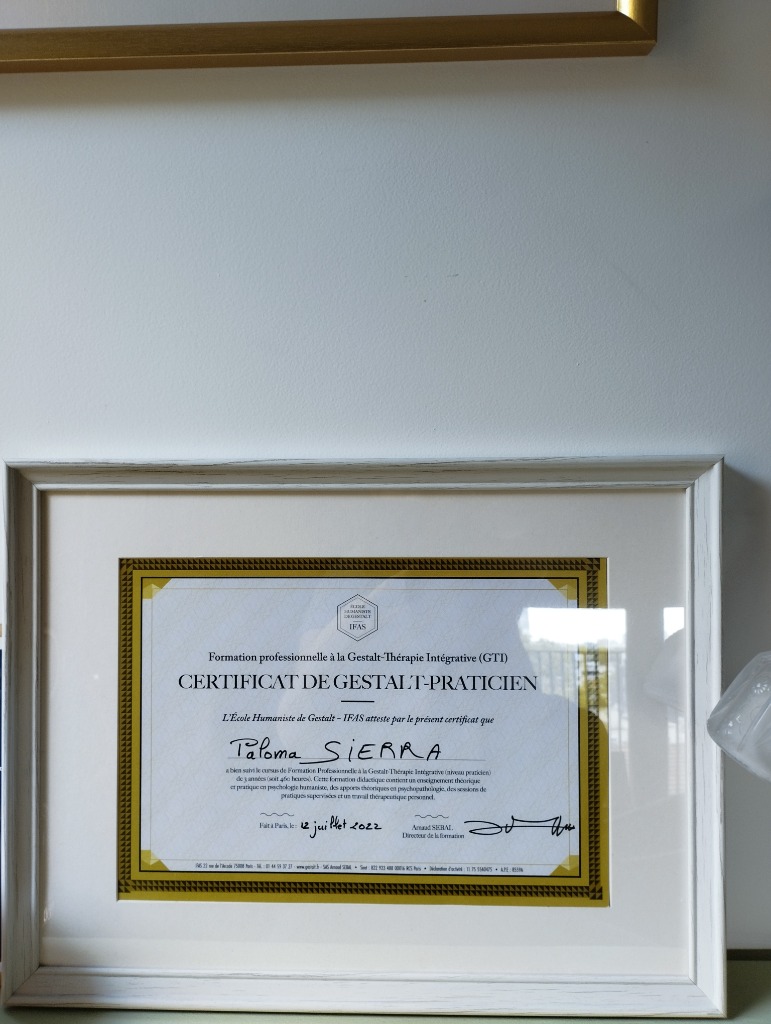 ÉCOLE
HUMANISTE
DE GESTALT
IFAS
Formation professionnelle à la Gestalt-Thérapie Intégrative (GTI)
CERTIFICAT DE GESTALT-PRATICIEN
L'École Humaniste de Gestalt - IFAS atteste par le présent certificat que
Paloma SIERRA
a bien suivi le cursus de Formation Professionnelle à la Gestalt-Thérapie Intégrative (niveau praticien)
de 3 années (soit 460 heures). Cette formation didactique contient un enseignement théorique
et pratique en psychologie humaniste, des apports théoriques en psychopathologie, des sessions de
pratiques supervisées et un travail thérapeutique personnel.
Fait à Paris, le : 12 juillet 2022
Arnaud SEBAL
Directeur de la formation